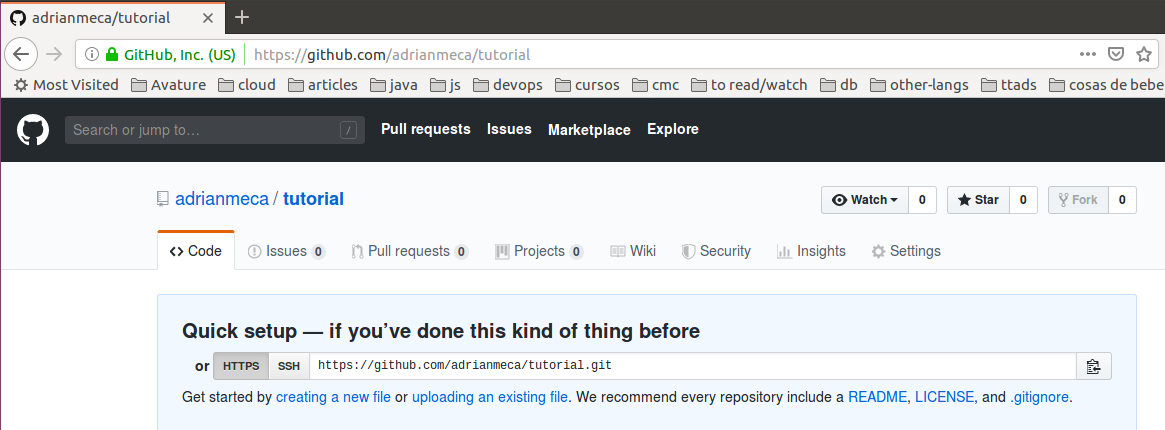 adrianmeca/tutorial
GitHub, Inc. (US) https://github.com/adrianmeca/tutorial
Most Visited Avature cloud articles java js devops cursos cmc to read/watch db other-langs ttads cosas de bebe
Search or jump to… / Pull requests Issues Marketplace Explore
adrianmeca / tutorial Watch 0 Star 0 Fork 0
Code Issues 0 Pull requests 0 Projects 0 Wiki Security Insights Settings
Quick setup — if you’ve done this kind of thing before
or HTTPS SSH https://github.com/adrianmeca/tutorial.git
Get started by creating a new file or uploading an existing file. We recommend every repository include a README, LICENSE, and .gitignore.